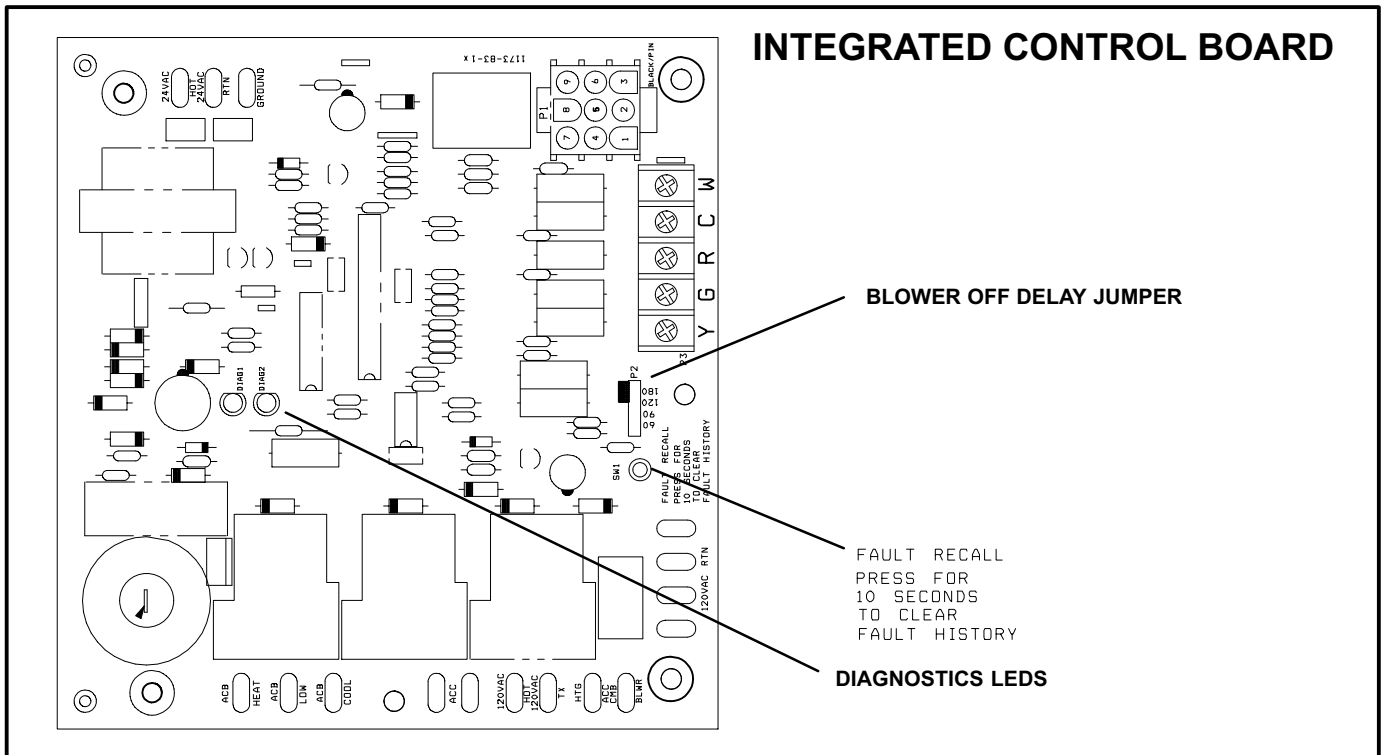 INTEGRATED CONTROL BOARD
1173-83-1x
BLACK/PIN
24VAC
HOT
24VAC
RTN
GROUND
P1
9 6 3
8 5 2
7 4 1
W
C
R
G
Y
P3
BLOWER OFF DELAY JUMPER
P2
180
120
90
60
DIAG1
DIAG2
SW1
FAULT RECALL
PRESS FOR
10 SECONDS
TO CLEAR
FAULT HISTORY
FAULT RECALL
PRESS FOR
10 SECONDS
TO CLEAR
FAULT HISTORY
120VAC RTN
DIAGNOSTICS LEDS
ACB
HEAT
ACB
LOW
ACB
COOL
ACC
120VAC
HOT
120VAC
TX
HTG
ACC
CMB
BLWR